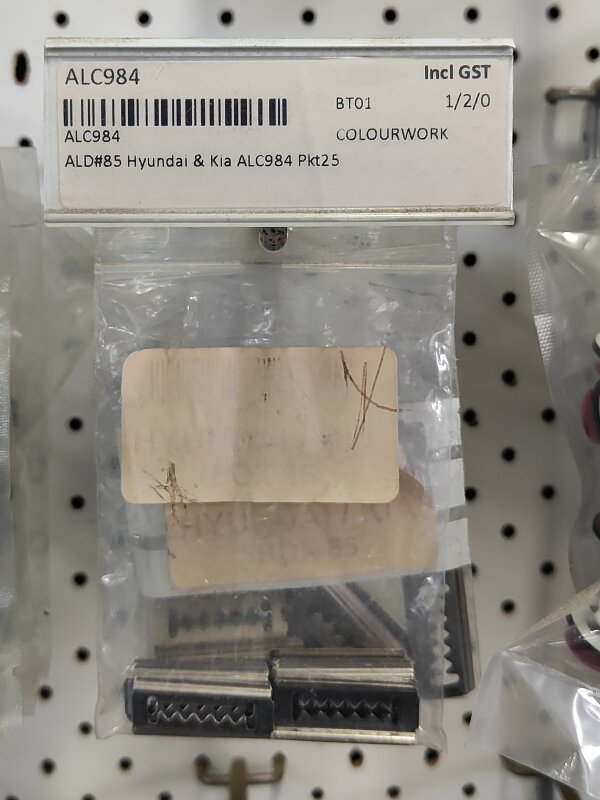 ALC984
Incl GST
BT01
1/2/0
ALC984
COLOURWORK
ALD#85 Hyundai & Kia ALC984 Pkt25